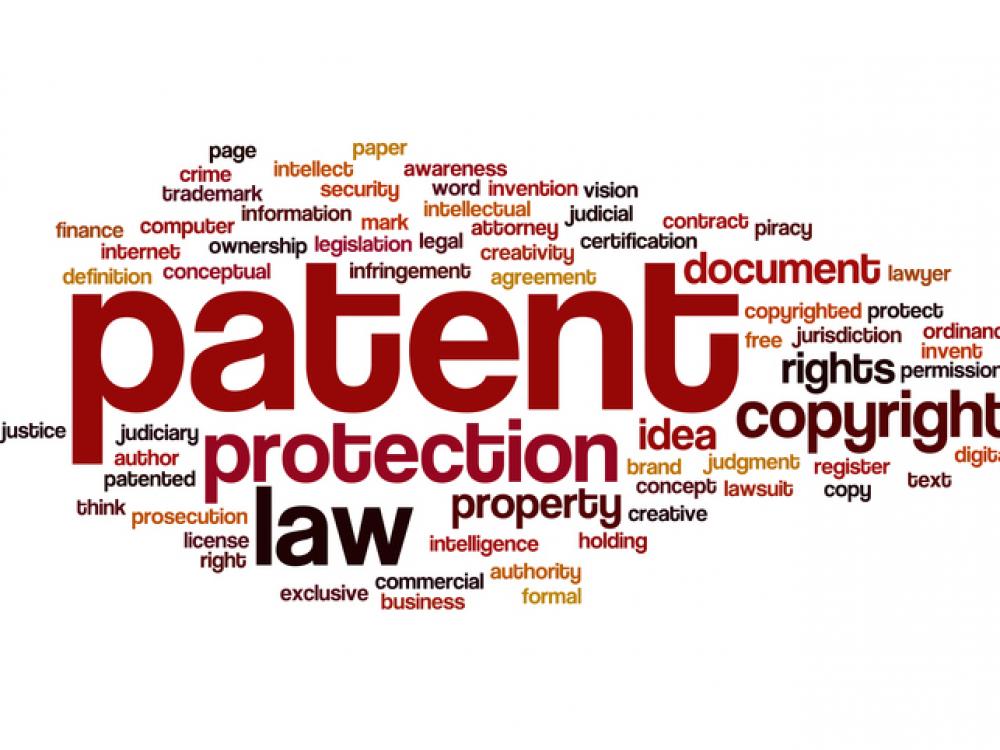 page
paper
crime
intellect
awareness
trademark
security
word
invention
vision
information
mark
intellectual
judicial
finance
computer
attorney
contract
piracy
internet
ownership
legislation
legal
creativity
certification
definition
conceptual
infringement
agreement
document
lawyer
patent
copyrighted
protect
free
jurisdiction
ordinanc
invent
rights
permission
copyright
justice
judiciary
protection
idea
author
brand
judgment
register
digita
patented
property
concept
lawsuit
copy
text
think
prosecution
law
creative
license
intelligence
holding
right
exclusive
commercial
authority
business
formal